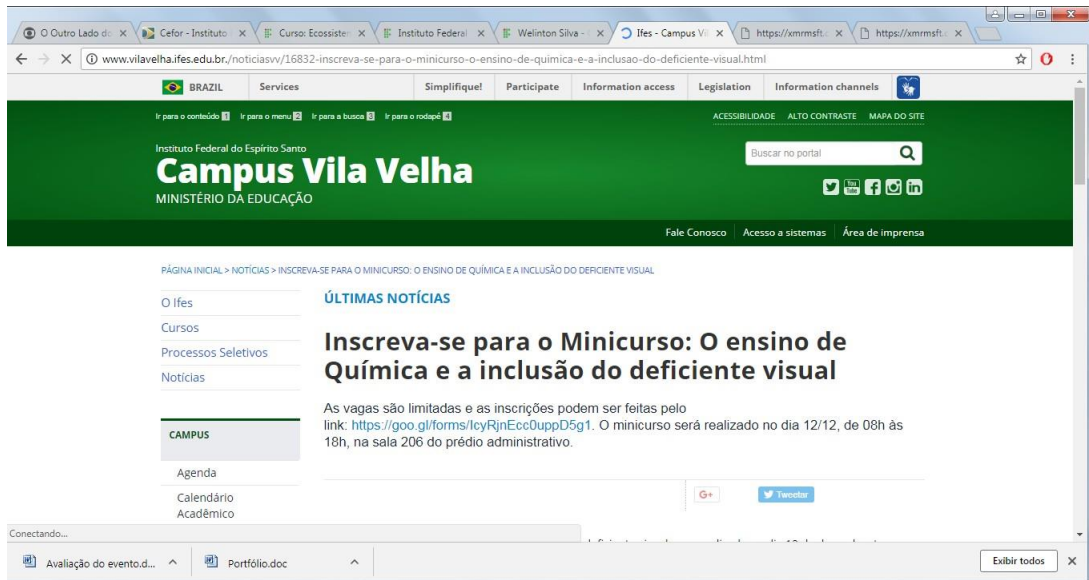 O Outro Lado do
Cefor - Instituto F
Curso: Ecossistem
Instituto Federal
Welinton Silva -
Ifes - Campus Vil
https://xmrmsft.c
https://xmrmsft.c
www.vilavelha.ifes.edu.br./noticiasvv/16832-inscreva-se-para-o-minicurso-o-ensino-de-quimica-e-a-inclusao-do-deficiente-visual.html
BRAZIL Services Simplifique! Participate Information access Legislation Information channels
Ir para o conteúdo 1 Ir para o menu 2 Ir para a busca 3 Ir para o rodapé 4 ACESSIBILIDADE ALTO CONTRASTE MAPA DO SITE
Instituto Federal do Espírito Santo
Buscar no portal
Campus Vila Velha
MINISTÉRIO DA EDUCAÇÃO
Fale Conosco Acesso a sistemas Área de imprensa
PÁGINA INICIAL > NOTÍCIAS > INSCREVA-SE PARA O MINICURSO: O ENSINO DE QUÍMICA E A INCLUSÃO DO DEFICIENTE VISUAL
O Ifes
Cursos
Processos Seletivos
Notícias
CAMPUS
Agenda
Calendário
Acadêmico
ÚLTIMAS NOTÍCIAS
Inscreva-se para o Minicurso: O ensino de
Química e a inclusão do deficiente visual
As vagas são limitadas e as inscrições podem ser feitas pelo
link: https://goo.gl/forms/IcyRjnEcc0uppD5g1. O minicurso será realizado no dia 12/12, de 08h às
18h, na sala 206 do prédio administrativo.
G+ Tweetar
Conectando...
Avaliação do evento.d... Portfólio.doc Exibir todos